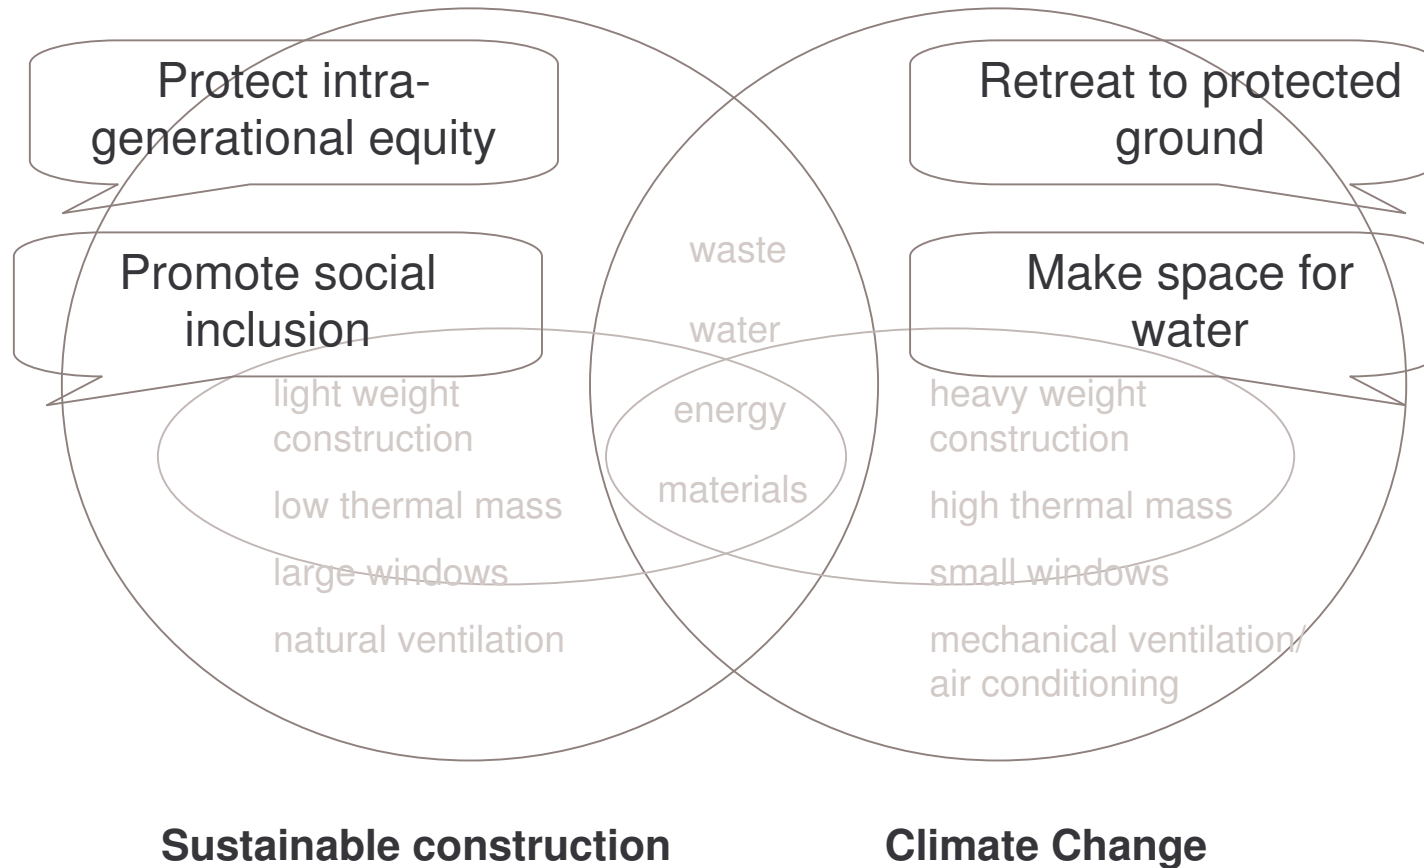 Protect intra-
generational equity
Promote social
inclusion
light weight
construction
low thermal mass
large windows
natural ventilation
waste
water
energy
materials
Retreat to protected
ground
Make space for
water
heavy weight
construction
high thermal mass
small windows
mechanical ventilation/
air conditioning
Sustainable construction
Climate Change